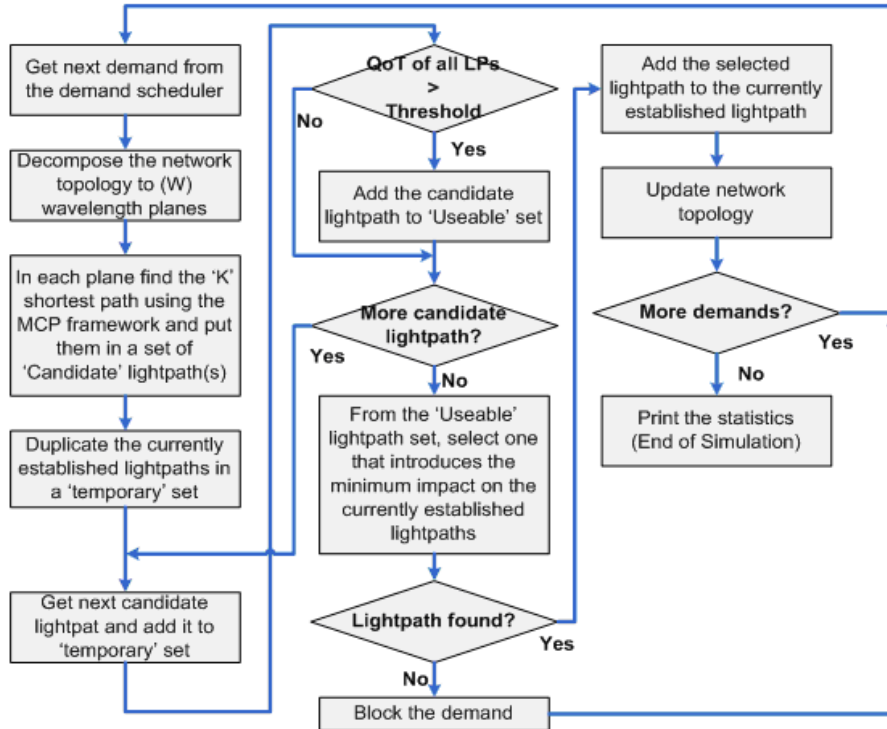 Get next demand from
the demand scheduler
Decompose the network
topology to (W)
wavelength planes
In each plane find the ‘K’
shortest path using the
MCP framework and put
them in a set of
‘Candidate’ lightpath(s)
Duplicate the currently
established lightpaths in
a ‘temporary’ set
Get next candidate
lightpat and add it to
‘temporary’ set
QoT of all LPs
>
Threshold
No
Yes
Add the candidate
lightpath to ‘Useable’ set
More candidate
lightpath?
Yes
No
From the ‘Useable’
lightpath set, select one
that introduces the
minimum impact on the
currently established
lightpaths
Lightpath found?
Yes
No
Block the demand
Add the selected
lightpath to the currently
established lightpath
Update network
topology
More demands?
Yes
No
Print the statistics
(End of Simulation)